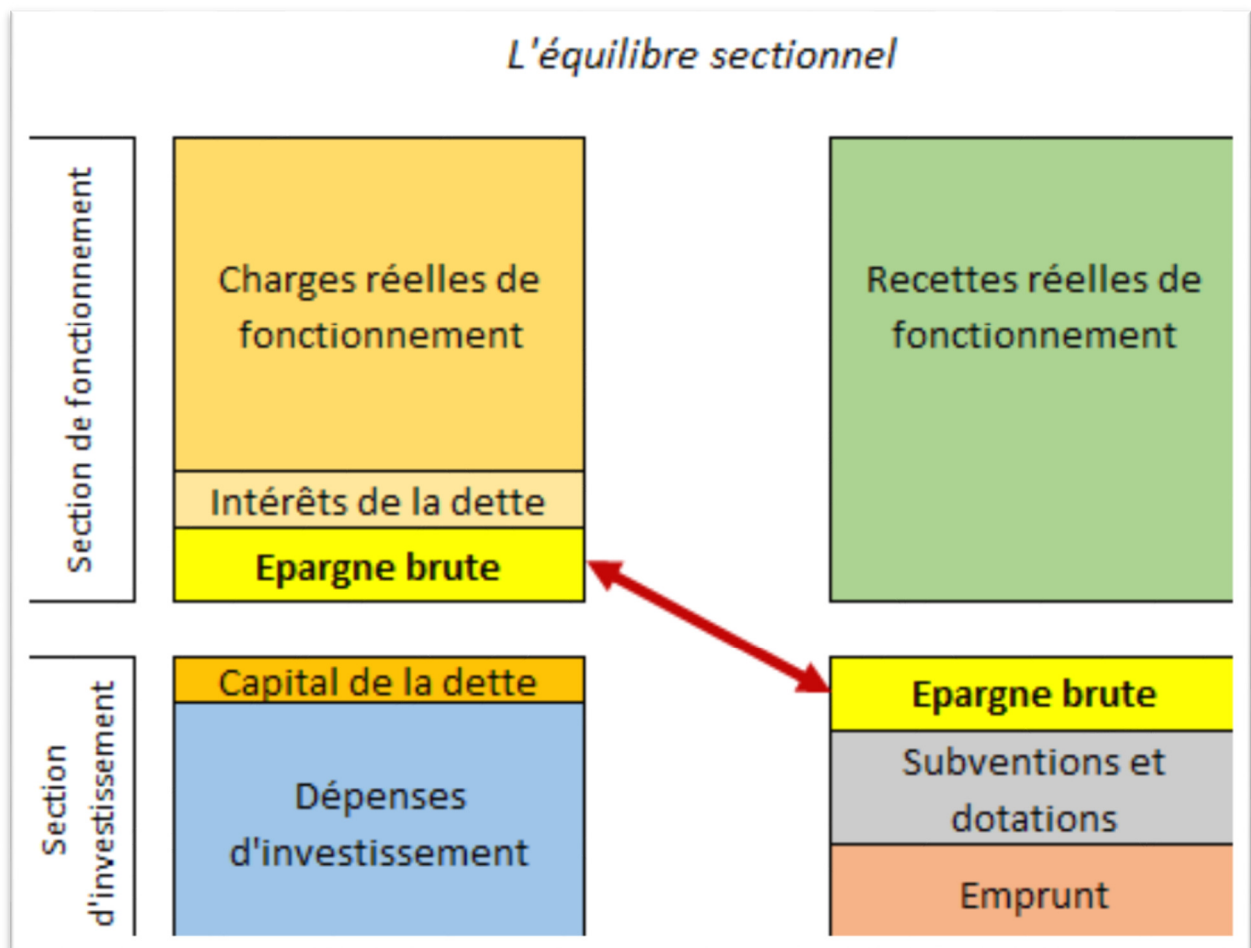 L'équilibre sectionnel
Section de fonctionnement
Charges réelles de
fonctionnement
Intérêts de la dette
Epargne brute
Recettes réelles de
fonctionnement
Section
d'investissement
Capital de la dette
Dépenses
d'investissement
Epargne brute
Subventions et
dotations
Emprunt